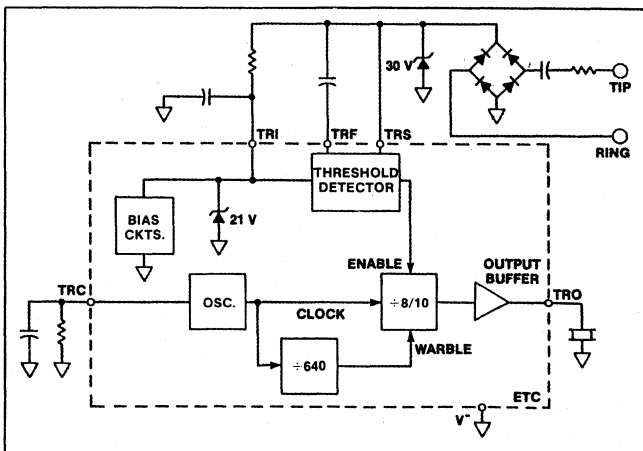 30 V
TIP
RING
TRI
TRF
TRS
THRESHOLD
DETECTOR
BIAS
CKTS.
21 V
ENABLE
OUTPUT
BUFFER
TRC
OSC.
CLOCK
÷8/10
TRO
WARBLE
÷640
ETC
V-